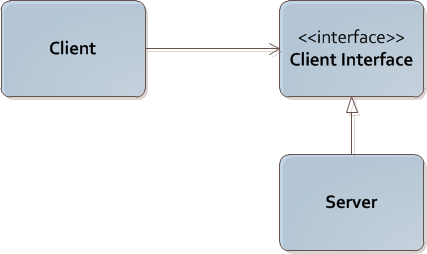 Client
<<interface>>
Client Interface
Server